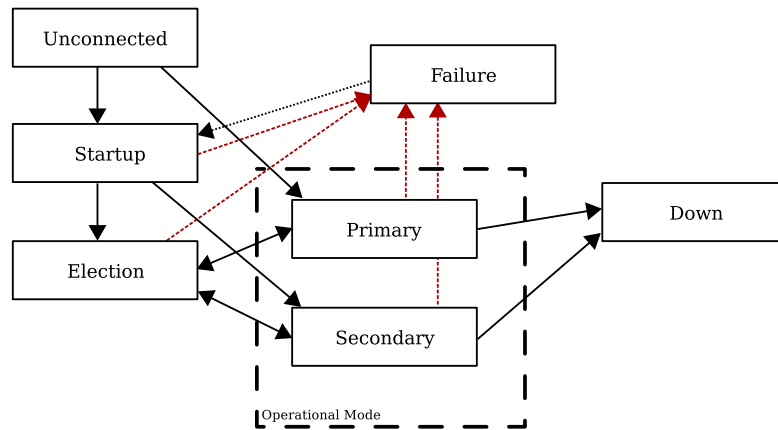 Unconnected
Failure
Startup
Primary
Down
Election
Secondary
Operational Mode